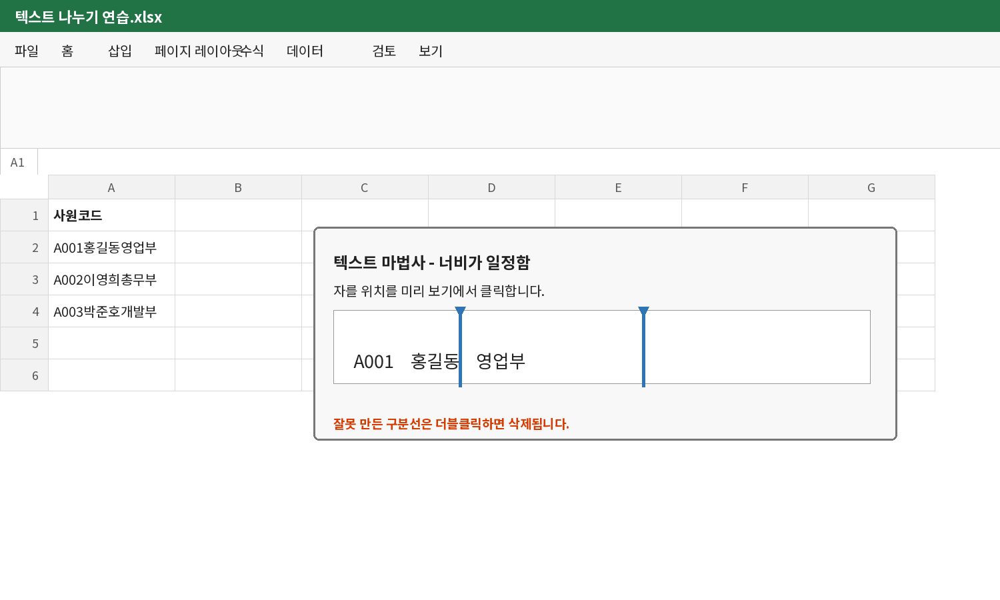 텍스트 나누기 연습.xlsx
파일 홈 삽입 페이지 레이아웃 수식 데이터 검토 보기
A1
A B C D E F G
1 사원코드
2 A001홍길동영업부
3 A002이영희총무부
4 A003박준호개발부
5
6
텍스트 마법사 - 너비가 일정함
자를 위치를 미리 보기에서 클릭합니다.
A001 홍길동 영업부
잘못 만든 구분선은 더블클릭하면 삭제됩니다.